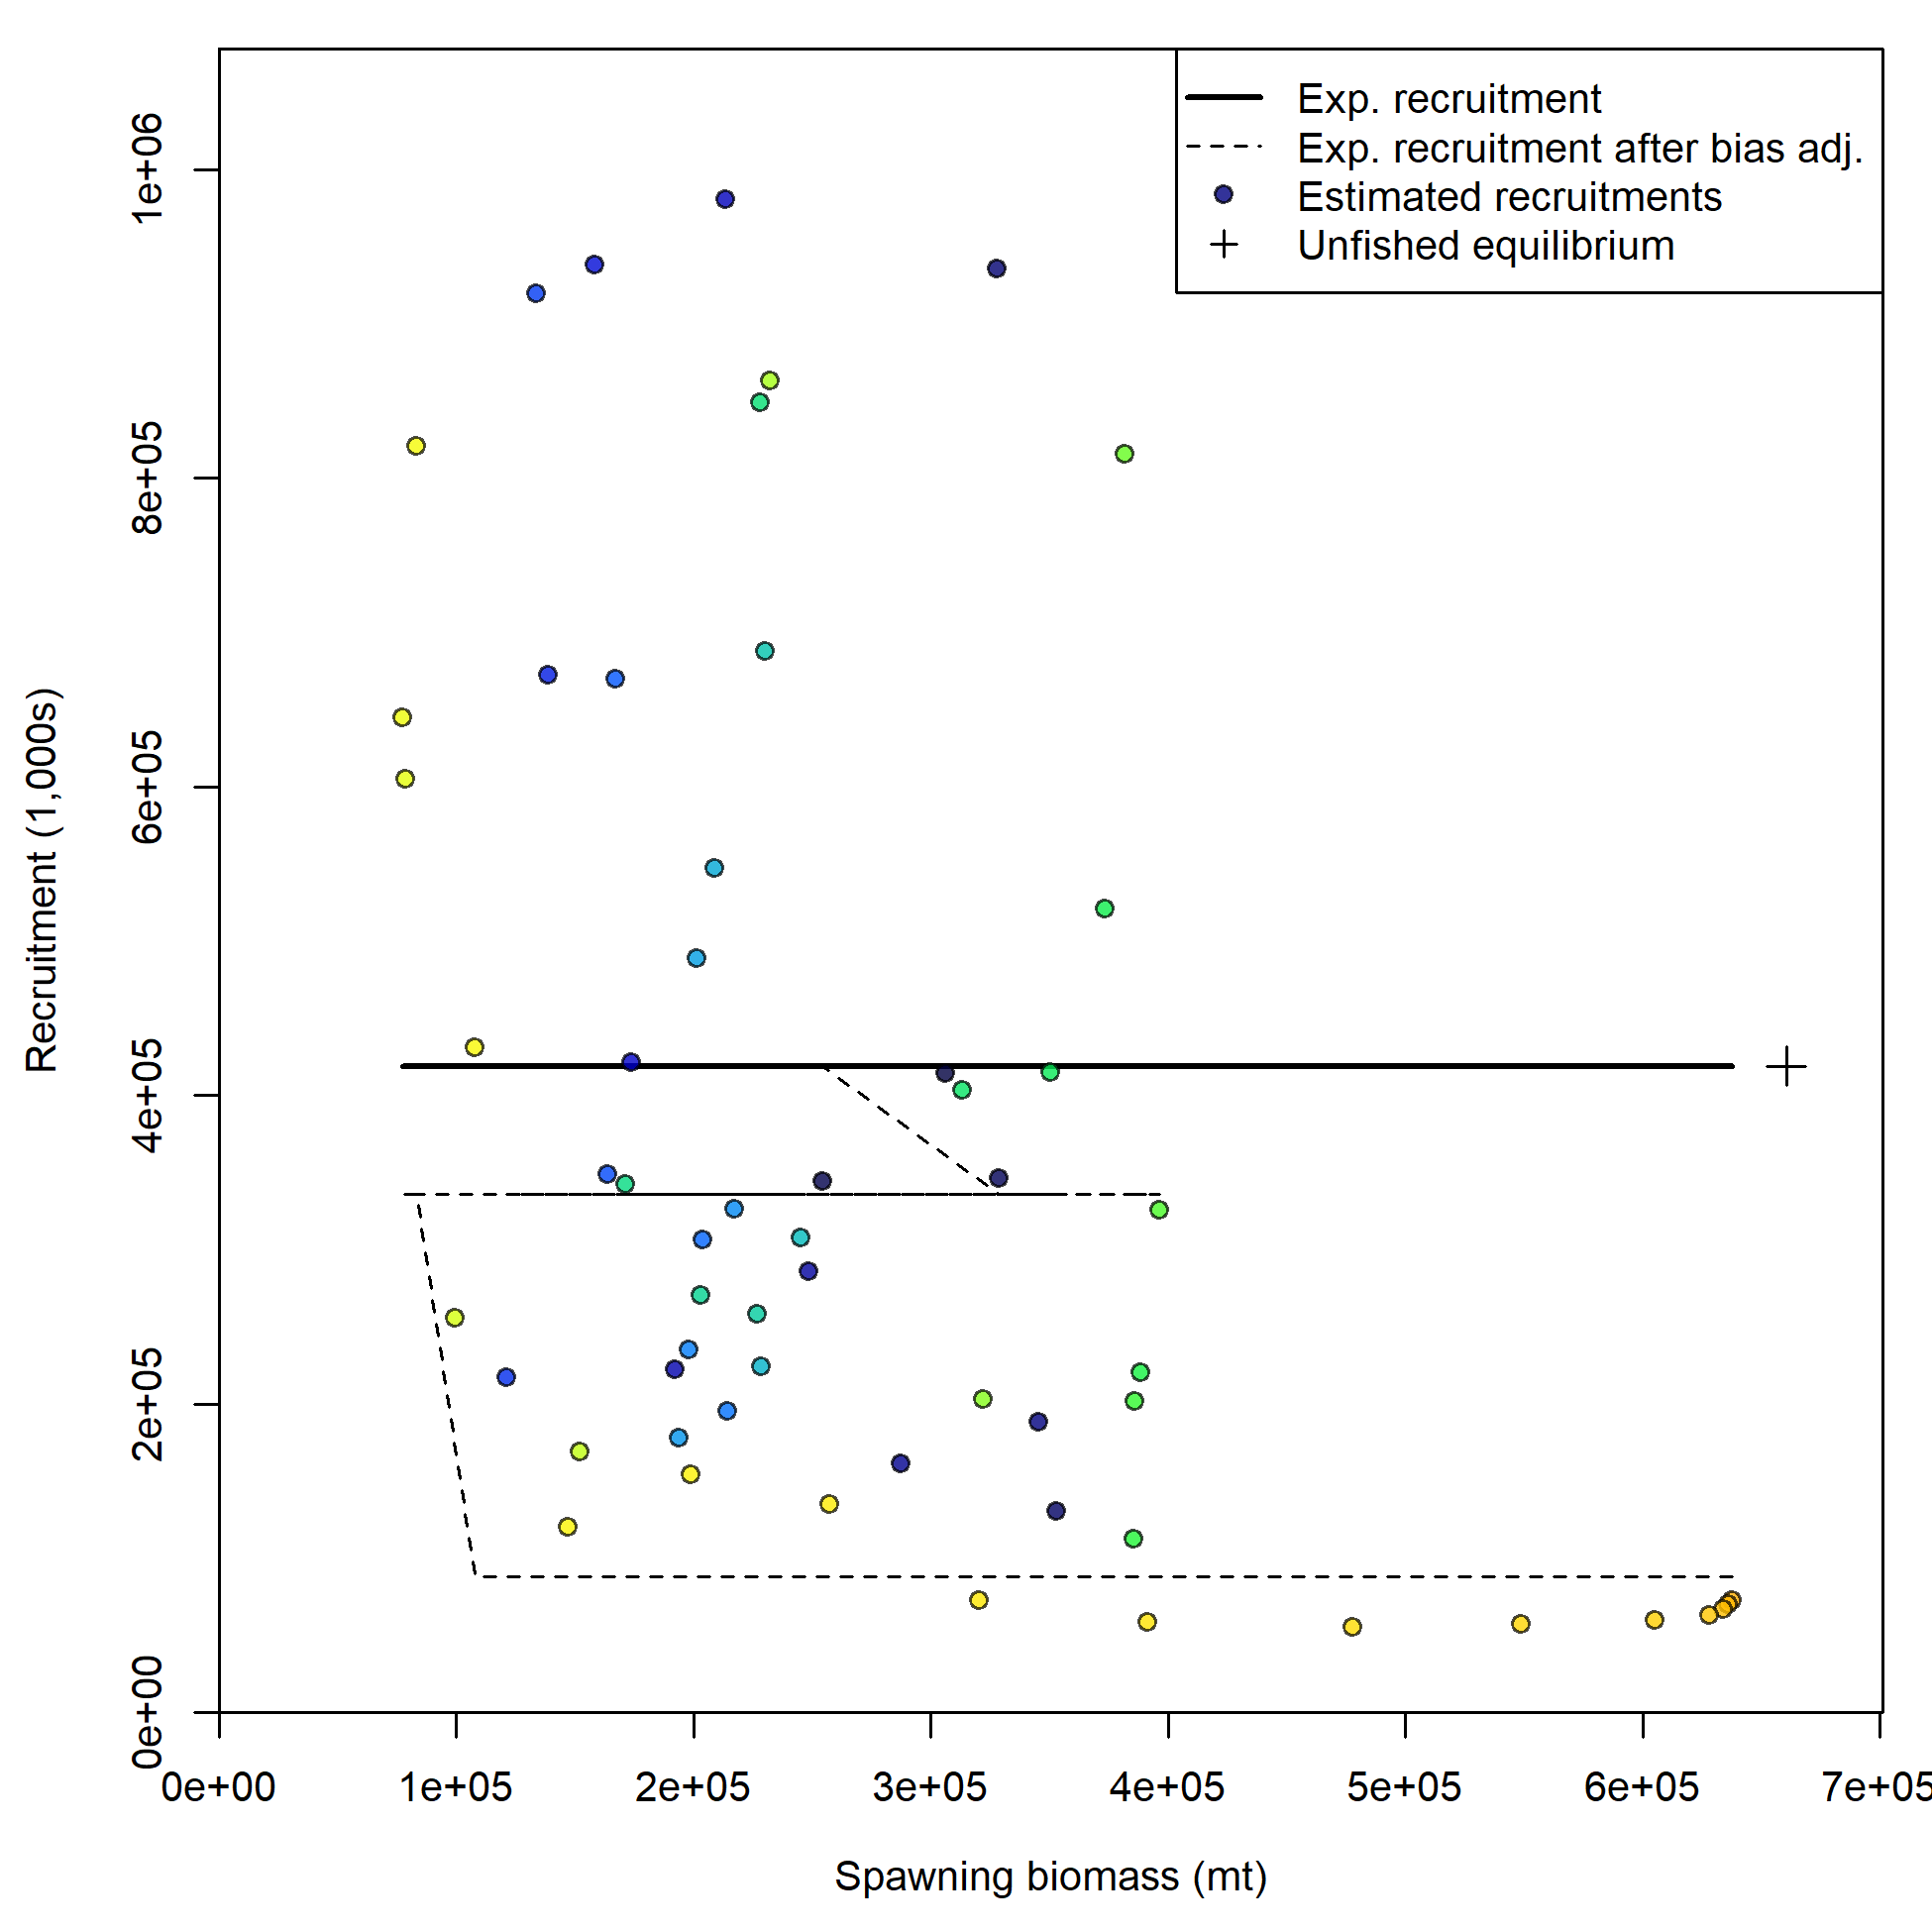 Exp. recruitment
Exp. recruitment after bias adj.
Estimated recruitments
Unfished equilibrium
1e+06
8e+05
6e+05
4e+05
2e+05
0e+00
Recruitment (1,000s)
0e+00 1e+05 2e+05 3e+05 4e+05 5e+05 6e+05 7e+05
Spawning biomass (mt)